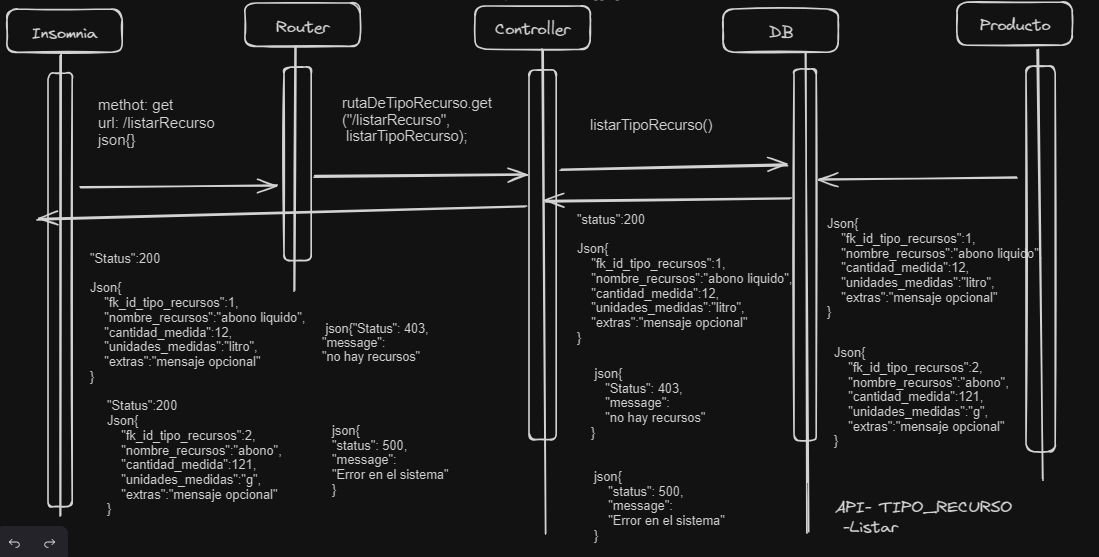 Insomnia
Router
Controller
DB
Producto
methot: get
url: /listarRecurso
json{}
rutaDeTipoRecurso.get
("/listarRecurso",
listarTipoRecurso);
listarTipoRecurso()
"Status":200
Json{
"fk_id_tipo_recursos":1,
"nombre_recursos":"abono liquido",
"cantidad_medida":12,
"unidades_medidas":"litro",
"extras":"mensaje opcional"
}
"Status":200
Json{
"fk_id_tipo_recursos":2,
"nombre_recursos":"abono",
"cantidad_medida":121,
"unidades_medidas":"g",
"extras":"mensaje opcional"
}
json{"Status": 403,
"message":
"no hay recursos"
json{
"status": 500,
"message":
"Error en el sistema"
}
"status":200
Json{
"fk_id_tipo_recursos":1,
"nombre_recursos":"abono liquido",
"cantidad_medida":12,
"unidades_medidas":"litro",
"extras":"mensaje opcional"
}
json{
"Status": 403,
"message":
"no hay recursos"
}
json{
"status": 500,
"message":
"Error en el sistema"
}
Json{
"fk_id_tipo_recursos":1,
"nombre_recursos":"abono liquido"
"cantidad_medida":12,
"unidades_medidas":"litro",
"extras":"mensaje opcional"
}
Json{
"fk_id_tipo_recursos":2,
"nombre_recursos":"abono",
"cantidad_medida":121,
"unidades_medidas":"g",
"extras":"mensaje opcional"
}
API- TIPO_RECURSO
-Listar